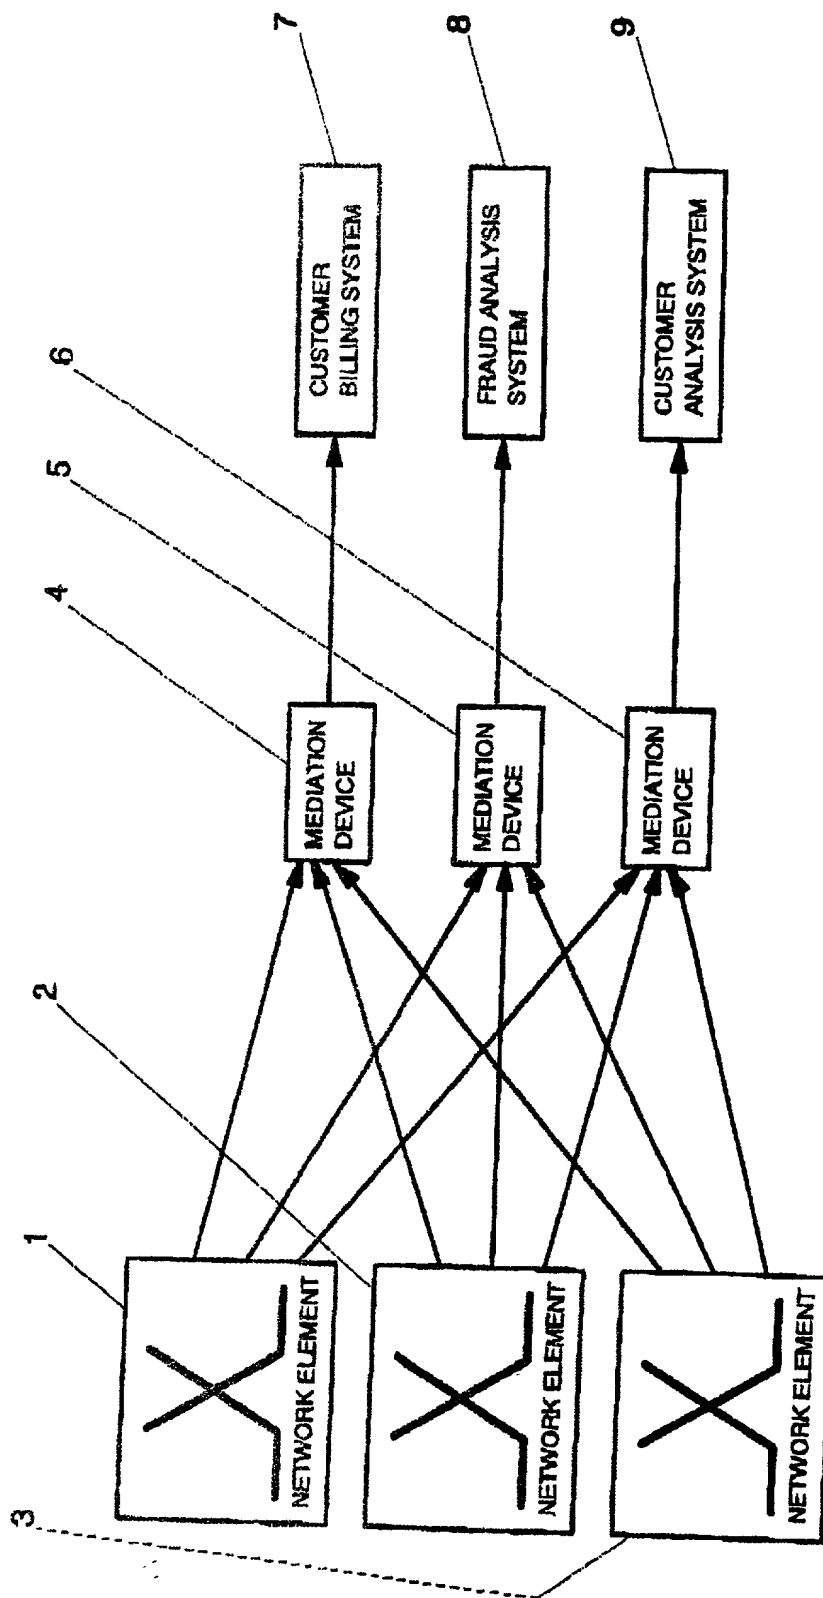 1
2
3
NETWORK ELEMENT
NETWORK ELEMENT
NETWORK ELEMENT
4
5
6
MEDIATION
DEVICE
MEDIATION
DEVICE
MEDIATION
DEVICE
7
8
9
CUSTOMER
BILLING SYSTEM
FRAUD ANALYSIS
SYSTEM
CUSTOMER
ANALYSIS SYSTEM